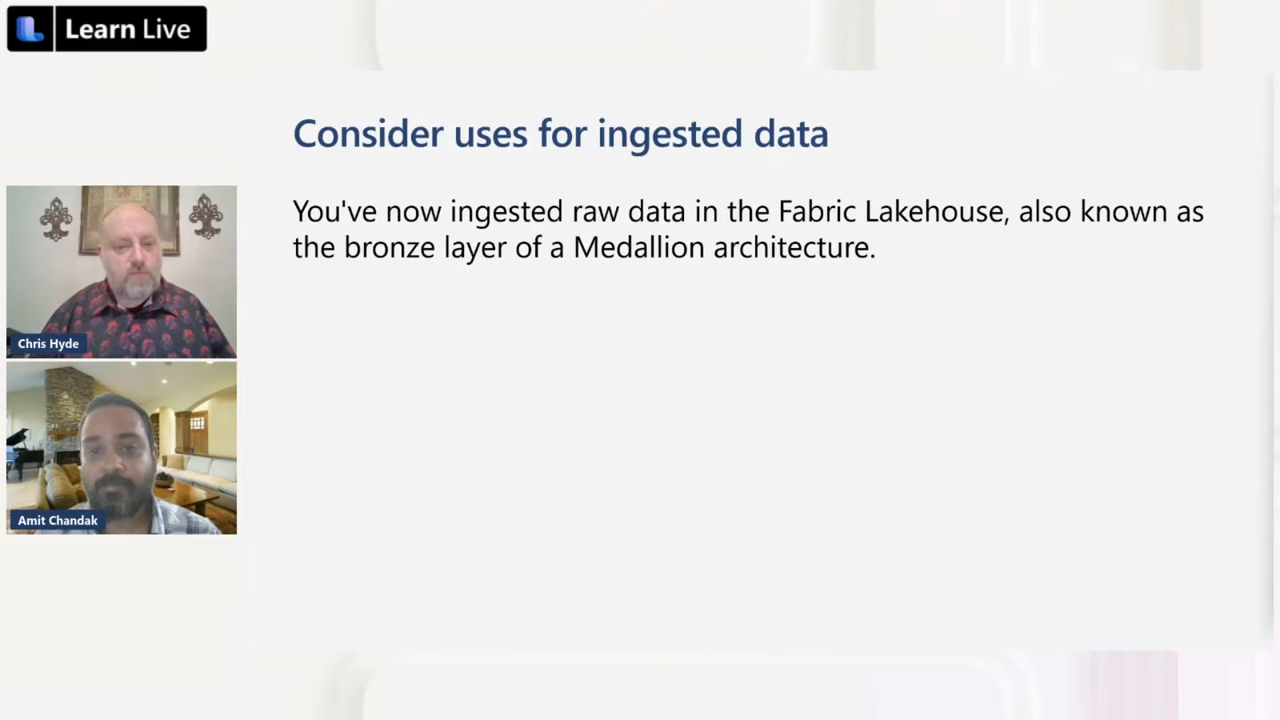 Learn Live
Consider uses for ingested data
You've now ingested raw data in the Fabric Lakehouse, also known as
the bronze layer of a Medallion architecture.
Chris Hyde
Amit Chandak